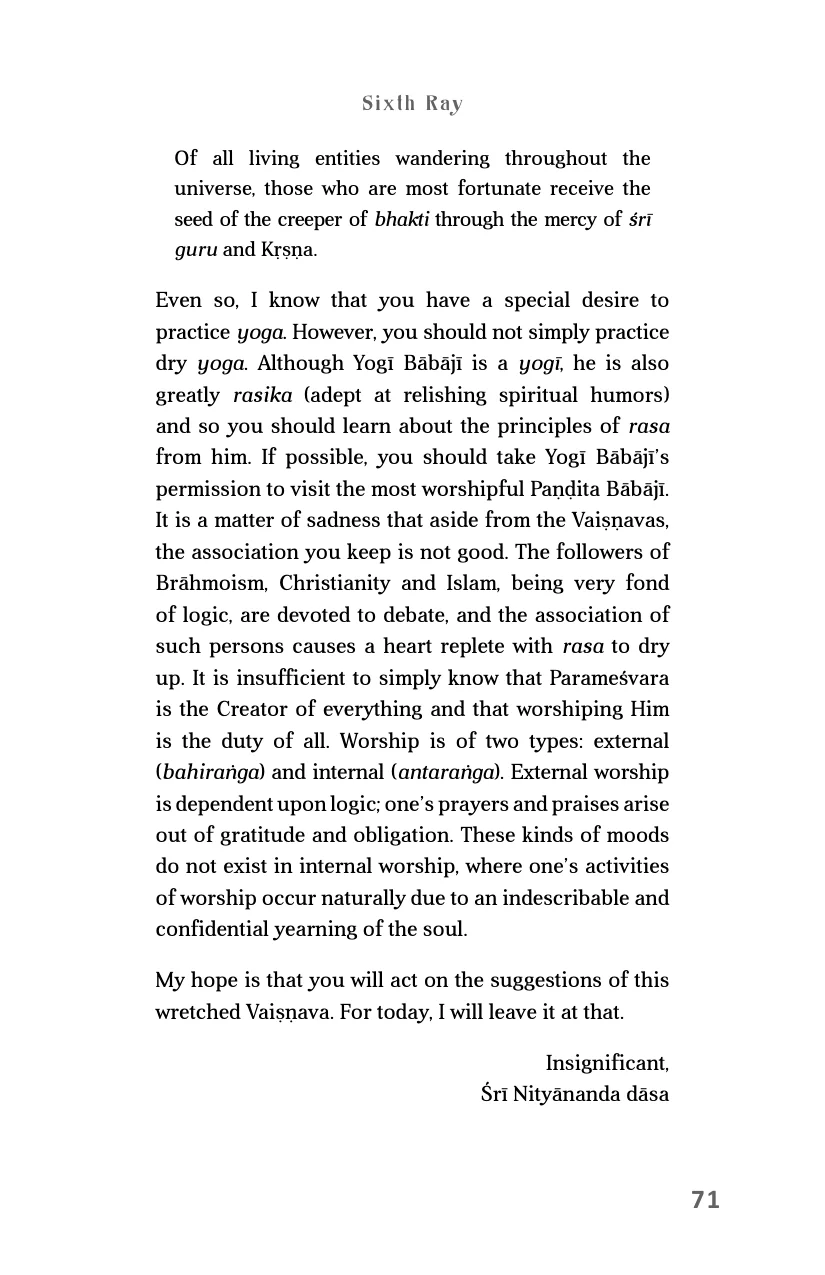 Sixth Ray
Of all living entities wandering throughout the
universe, those who are most fortunate receive the
seed of the creeper of bhakti through the mercy of śrī
guru and Kṛṣṇa.
Even so, I know that you have a special desire to
practice yoga. However, you should not simply practice
dry yoga. Although Yogī Bābājī is a yogī, he is also
greatly rasika (adept at relishing spiritual humors)
and so you should learn about the principles of rasa
from him. If possible, you should take Yogī Bābājī’s
permission to visit the most worshipful Paṇḍita Bābājī.
It is a matter of sadness that aside from the Vaiṣṇavas,
the association you keep is not good. The followers of
Brāhmoism, Christianity and Islam, being very fond
of logic, are devoted to debate, and the association of
such persons causes a heart replete with rasa to dry
up. It is insufficient to simply know that Parameśvara
is the Creator of everything and that worshiping Him
is the duty of all. Worship is of two types: external
(bahiraṅga) and internal (antaraṅga). External worship
is dependent upon logic; one’s prayers and praises arise
out of gratitude and obligation. These kinds of moods
do not exist in internal worship, where one’s activities
of worship occur naturally due to an indescribable and
confidential yearning of the soul.
My hope is that you will act on the suggestions of this
wretched Vaiṣṇava. For today, I will leave it at that.
Insignificant,
Śrī Nityānanda dāsa
71